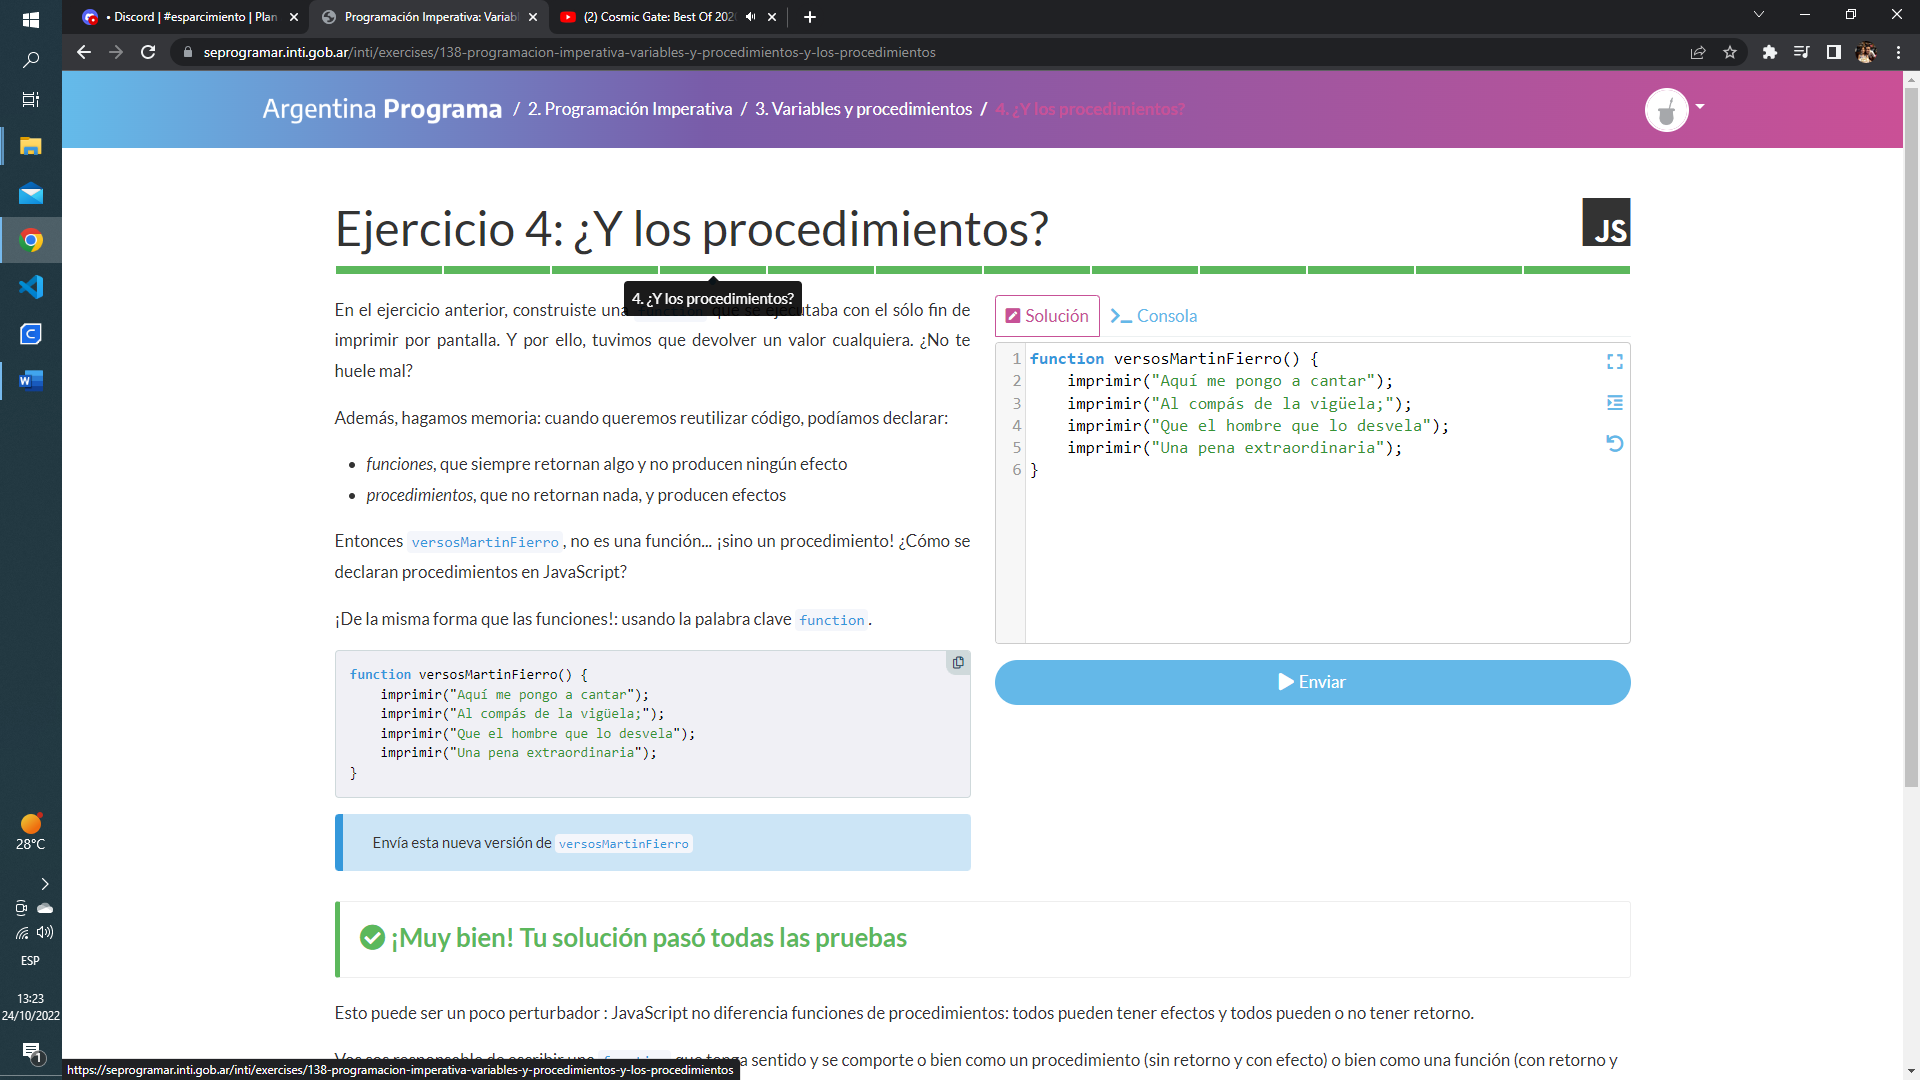 • Discord | #esparcimiento | Plan
Programación Imperativa: Variab
(2) Cosmic Gate: Best Of 202
seprogramar.inti.gob.ar/inti/exercises/138-programacion-imperativa-variables-y-procedimientos-y-los-procedimientos
Argentina Programa / 2. Programación Imperativa / 3. Variables y procedimientos / 4. ¿Y los procedimientos?
Ejercicio 4: ¿Y los procedimientos?
JS
4. ¿Y los procedimientos?
En el ejercicio anterior, construiste una que se ejecutaba con el sólo fin de
imprimir por pantalla. Y por ello, tuvimos que devolver un valor cualquiera. ¿No te
huele mal?
Además, hagamos memoria: cuando queremos reutilizar código, podíamos declarar:
• funciones, que siempre retornan algo y no producen ningún efecto
• procedimientos, que no retornan nada, y producen efectos
Entonces versosMartinFierro, no es una función... ¡sino un procedimiento! ¿Cómo se
declaran procedimientos en JavaScript?
¡De la misma forma que las funciones!: usando la palabra clave function.
function versosMartinFierro() {
imprimir("Aquí me pongo a cantar");
imprimir("Al compás de la vigüela;");
imprimir("Que el hombre que lo desvela");
imprimir("Una pena extraordinaria");
}
Envía esta nueva versión de versosMartinFierro
Solución
Consola
1 function versosMartinFierro() {
2 imprimir("Aquí me pongo a cantar");
3 imprimir("Al compás de la vigüela;");
4 imprimir("Que el hombre que lo desvela");
5 imprimir("Una pena extraordinaria");
6 }
Enviar
¡Muy bien! Tu solución pasó todas las pruebas
Esto puede ser un poco perturbador : JavaScript no diferencia funciones de procedimientos: todos pueden tener efectos y todos pueden o no tener retorno.
Vos sos responsable de escribir una function que tenga sentido y se comporte o bien como un procedimiento (sin retorno y con efecto) o bien como una función (con retorno y
https://seprogramar.inti.gob.ar/inti/exercises/138-programacion-imperativa-variables-y-procedimientos-y-los-procedimientos
28°C
ESP
13:23
24/10/2022
1